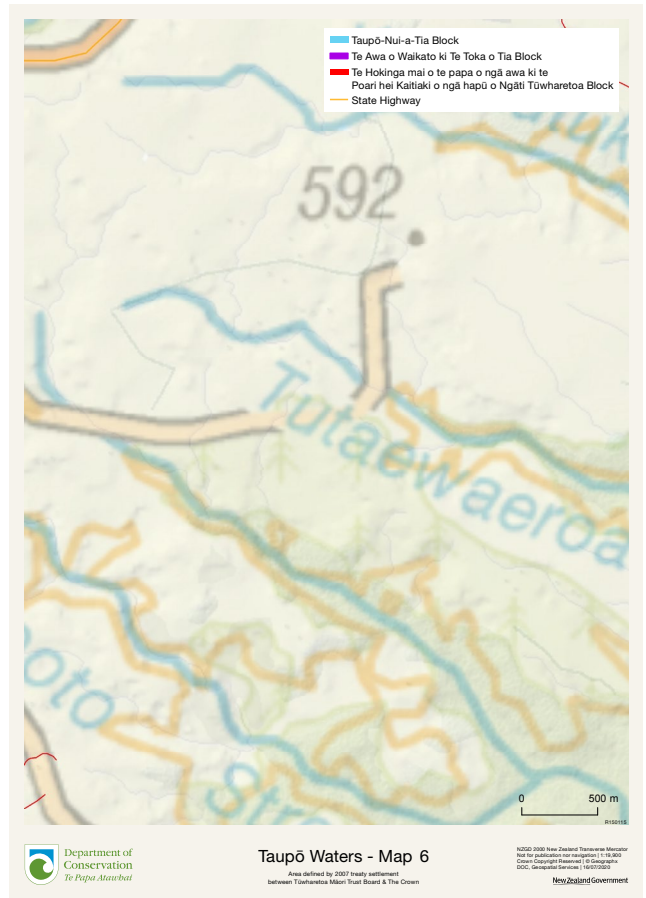 Taupō-Nui-a-Tia Block
Te Awa o Waikato ki Te Toka o Tia Block
Te Hokinga mai o te papa o ngā awa ki te
Poari hei Kaitiaki o ngā hapū o Ngāti Tūwharetoa Block
State Highway
592
Tutaewaeroa
oto
Stre
0 500 m
R150115
Department of
Conservation
Te Papa Atawhai
Taupō Waters - Map 6
Area defined by 2007 treaty settlement
between Tūwharetoa Māori Trust Board & The Crown
NZGD 2000 New Zealand Transverse Mercator
Not for publication nor navigation | 1:19,900
Crown Copyright Reserved | © Geographx
DOC, Geospatial Services | 16/07/2020
New Zealand Government